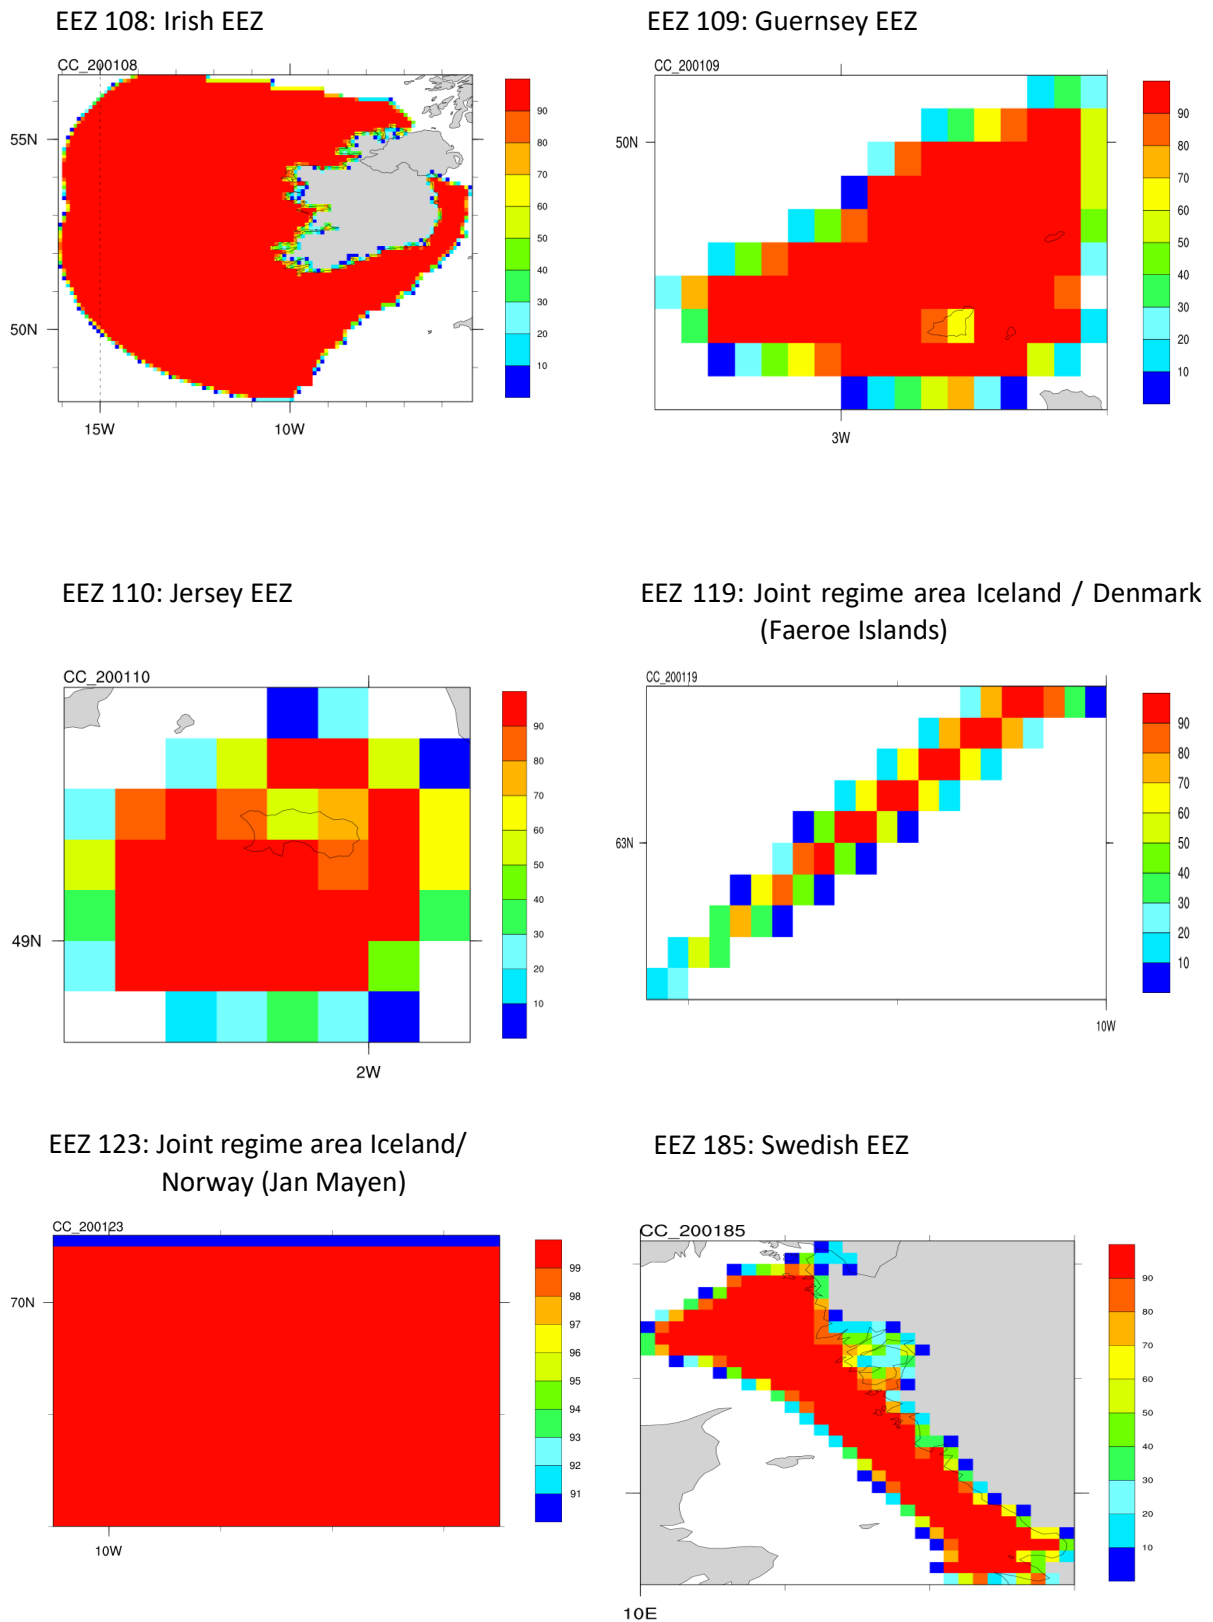 EEZ 108: Irish EEZ
CC_200108
55N
50N
15W
10W
90
80
70
60
50
40
30
20
10
EEZ 109: Guernsey EEZ
CC_200109
50N
3W
90
80
70
60
50
40
30
20
10
EEZ 110: Jersey EEZ
CC_200110
49N
2W
90
80
70
60
50
40
30
20
10
EEZ 119: Joint regime area Iceland / Denmark
(Faeroe Islands)
CC_200119
63N
10W
90
80
70
60
50
40
30
20
10
EEZ 123: Joint regime area Iceland/
Norway (Jan Mayen)
CC_200123
70N
10W
99
98
97
96
95
94
93
92
91
EEZ 185: Swedish EEZ
CC_200185
10E
90
80
70
60
50
40
30
20
10